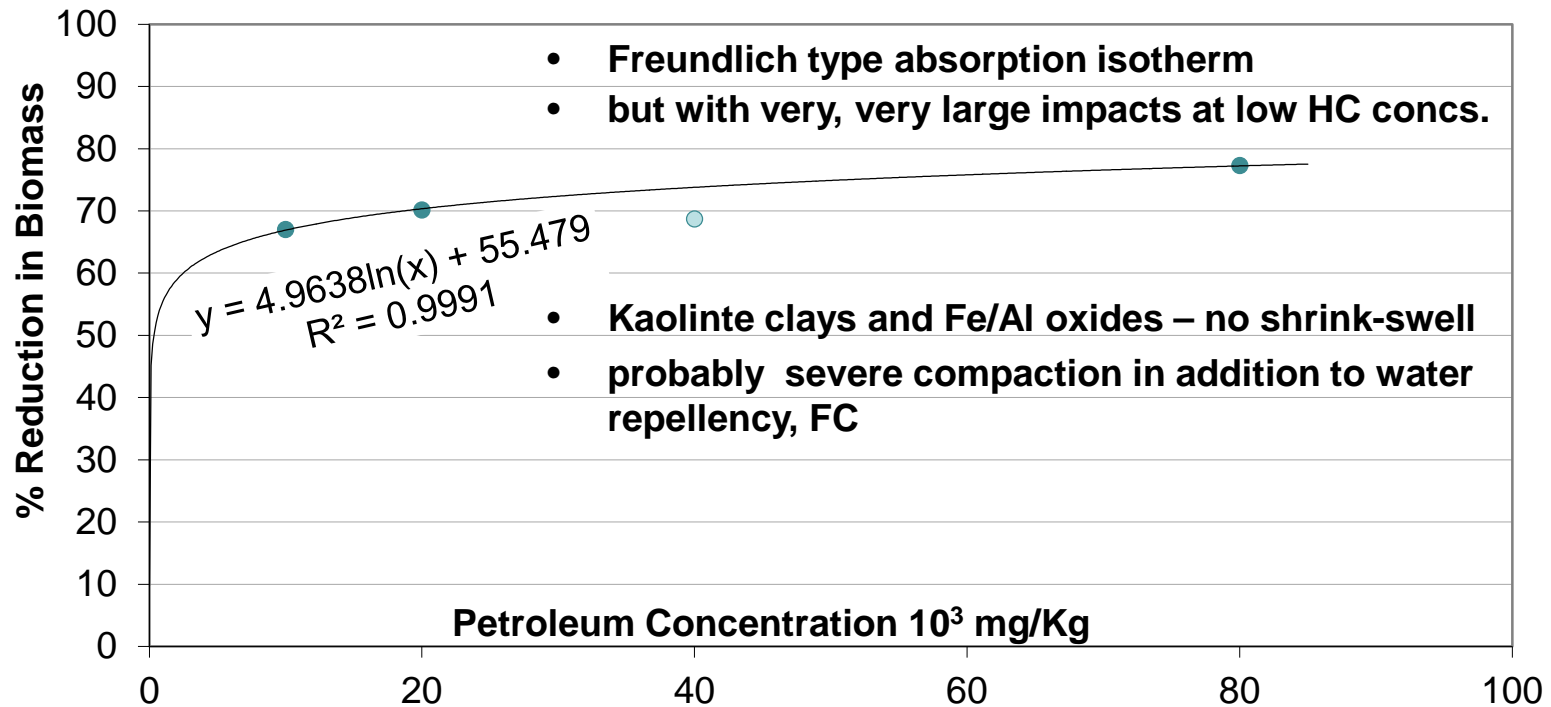 % Reduction in Biomass
100
90
80
70
60
50
40
30
20
10
0
• Freundlich type absorption isotherm
• but with very, very large impacts at low HC concs.
y = 4.9638ln(x) + 55.479
R² = 0.9991
• Kaolinte clays and Fe/Al oxides – no shrink-swell
• probably  severe compaction in addition to water
repellency, FC
Petroleum Concentration 10³ mg/Kg
0 20 40 60 80 100